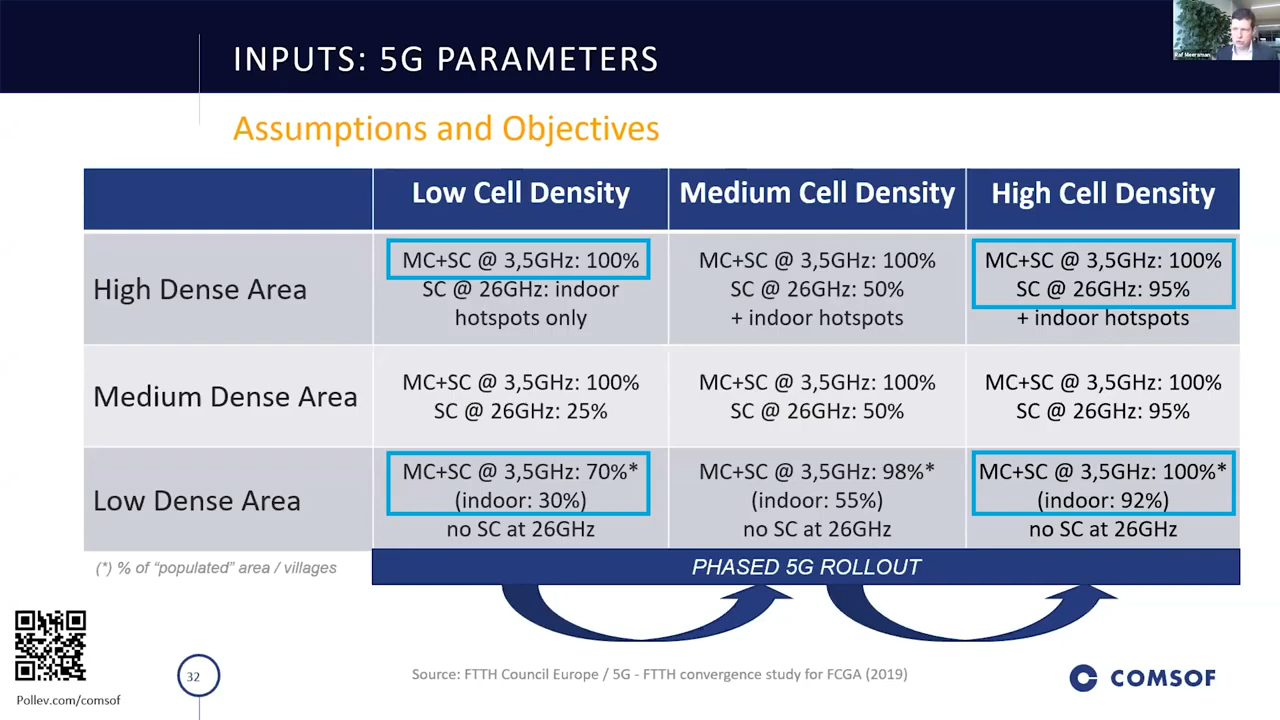 INPUTS: 5G PARAMETERS
Raf Meersman
Assumptions and Objectives
Low Cell Density
Medium Cell Density
High Cell Density
High Dense Area
MC+SC @ 3,5GHz: 100%
SC @ 26GHz: indoor
hotspots only
MC+SC @ 3,5GHz: 100%
SC @ 26GHz: 50%
+ indoor hotspots
MC+SC @ 3,5GHz: 100%
SC @ 26GHz: 95%
+ indoor hotspots
Medium Dense Area
MC+SC @ 3,5GHz: 100%
SC @ 26GHz: 25%
MC+SC @ 3,5GHz: 100%
SC @ 26GHz: 50%
MC+SC @ 3,5GHz: 100%
SC @ 26GHz: 95%
Low Dense Area
MC+SC @ 3,5GHz: 70%*
(indoor: 30%)
no SC at 26GHz
MC+SC @ 3,5GHz: 98%*
(indoor: 55%)
no SC at 26GHz
MC+SC @ 3,5GHz: 100%*
(indoor: 92%)
no SC at 26GHz
(*) % of “populated” area / villages
PHASED 5G ROLLOUT
Pollev.com/comsof
32
Source: FTTH Council Europe / 5G - FTTH convergence study for FCGA (2019)
COMSOF